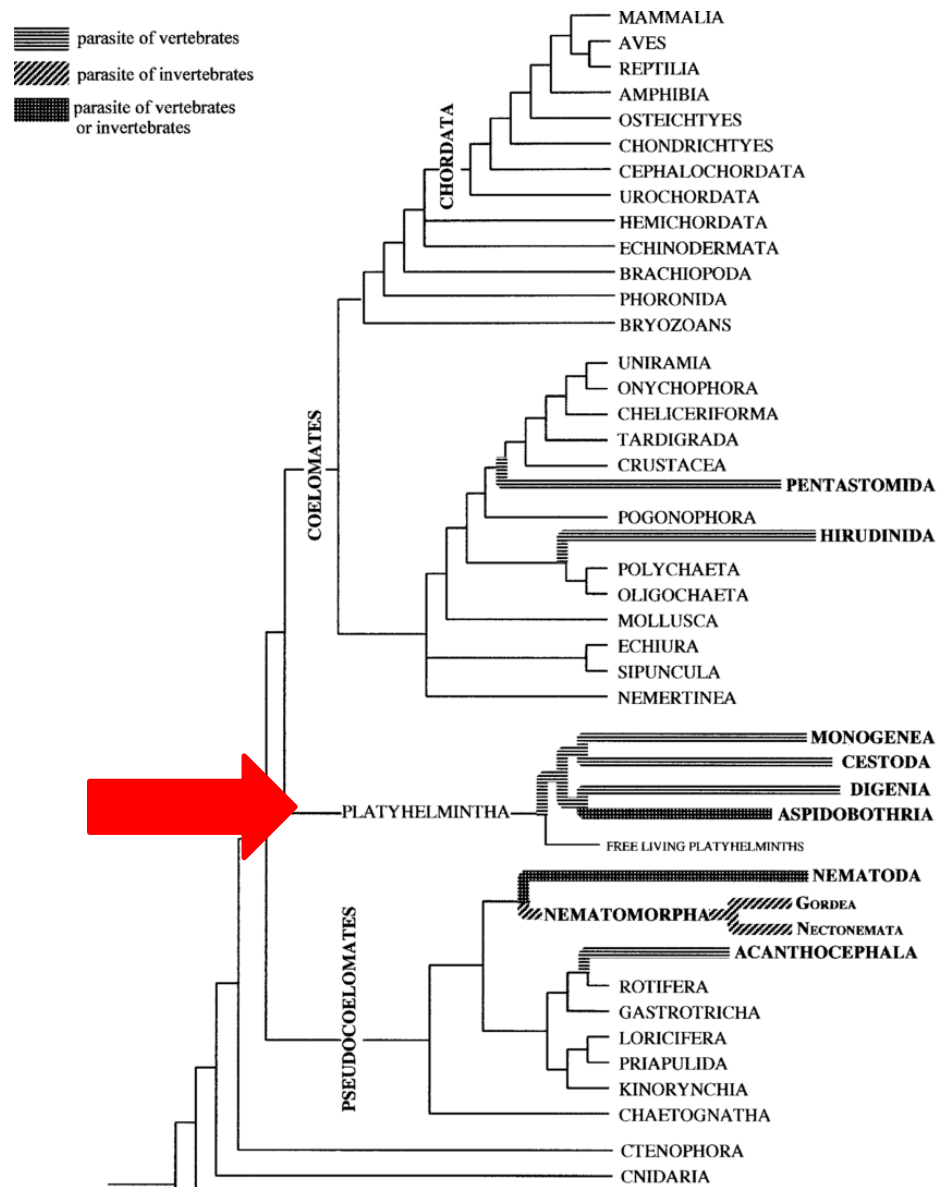 parasite of vertebrates
parasite of invertebrates
parasite of vertebrates
or invertebrates
MAMMALIA
AVES
REPTILIA
AMPHIBIA
OSTEICHTYES
CHONDRICHTYES
CEPHALOCHORDATA
UROCHORDATA
CHORDATA
HEMICHORDATA
ECHINODERMATA
BRACHIOPODA
PHORONIDA
BRYOZOANS
COELOMATES
UNIRAMIA
ONYCHOPHORA
CHELICERIFORMA
TARDIGRADA
CRUSTACEA
PENTASTOMIDA
POGONOPHORA
HIRUDINIDA
POLYCHAETA
OLIGOCHAETA
MOLLUSCA
ECHIURA
SIPUNCULA
NEMERTINEA
PLATYHELMINTHA
MONOGENEA
CESTODA
DIGENIA
ASPIDOBOTHRIA
FREE LIVING PLATYHELMINTHS
PSEUDOCOELOMATES
NEMATODA
NEMATOMORPHA
GORDEA
NECTONEMATA
ACANTHOCEPHALA
ROTIFERA
GASTROTRICHA
LORICIFERA
PRIAPULIDA
KINORYNCHIA
CHAETOGNATHA
CTENOPHORA
CNIDARIA